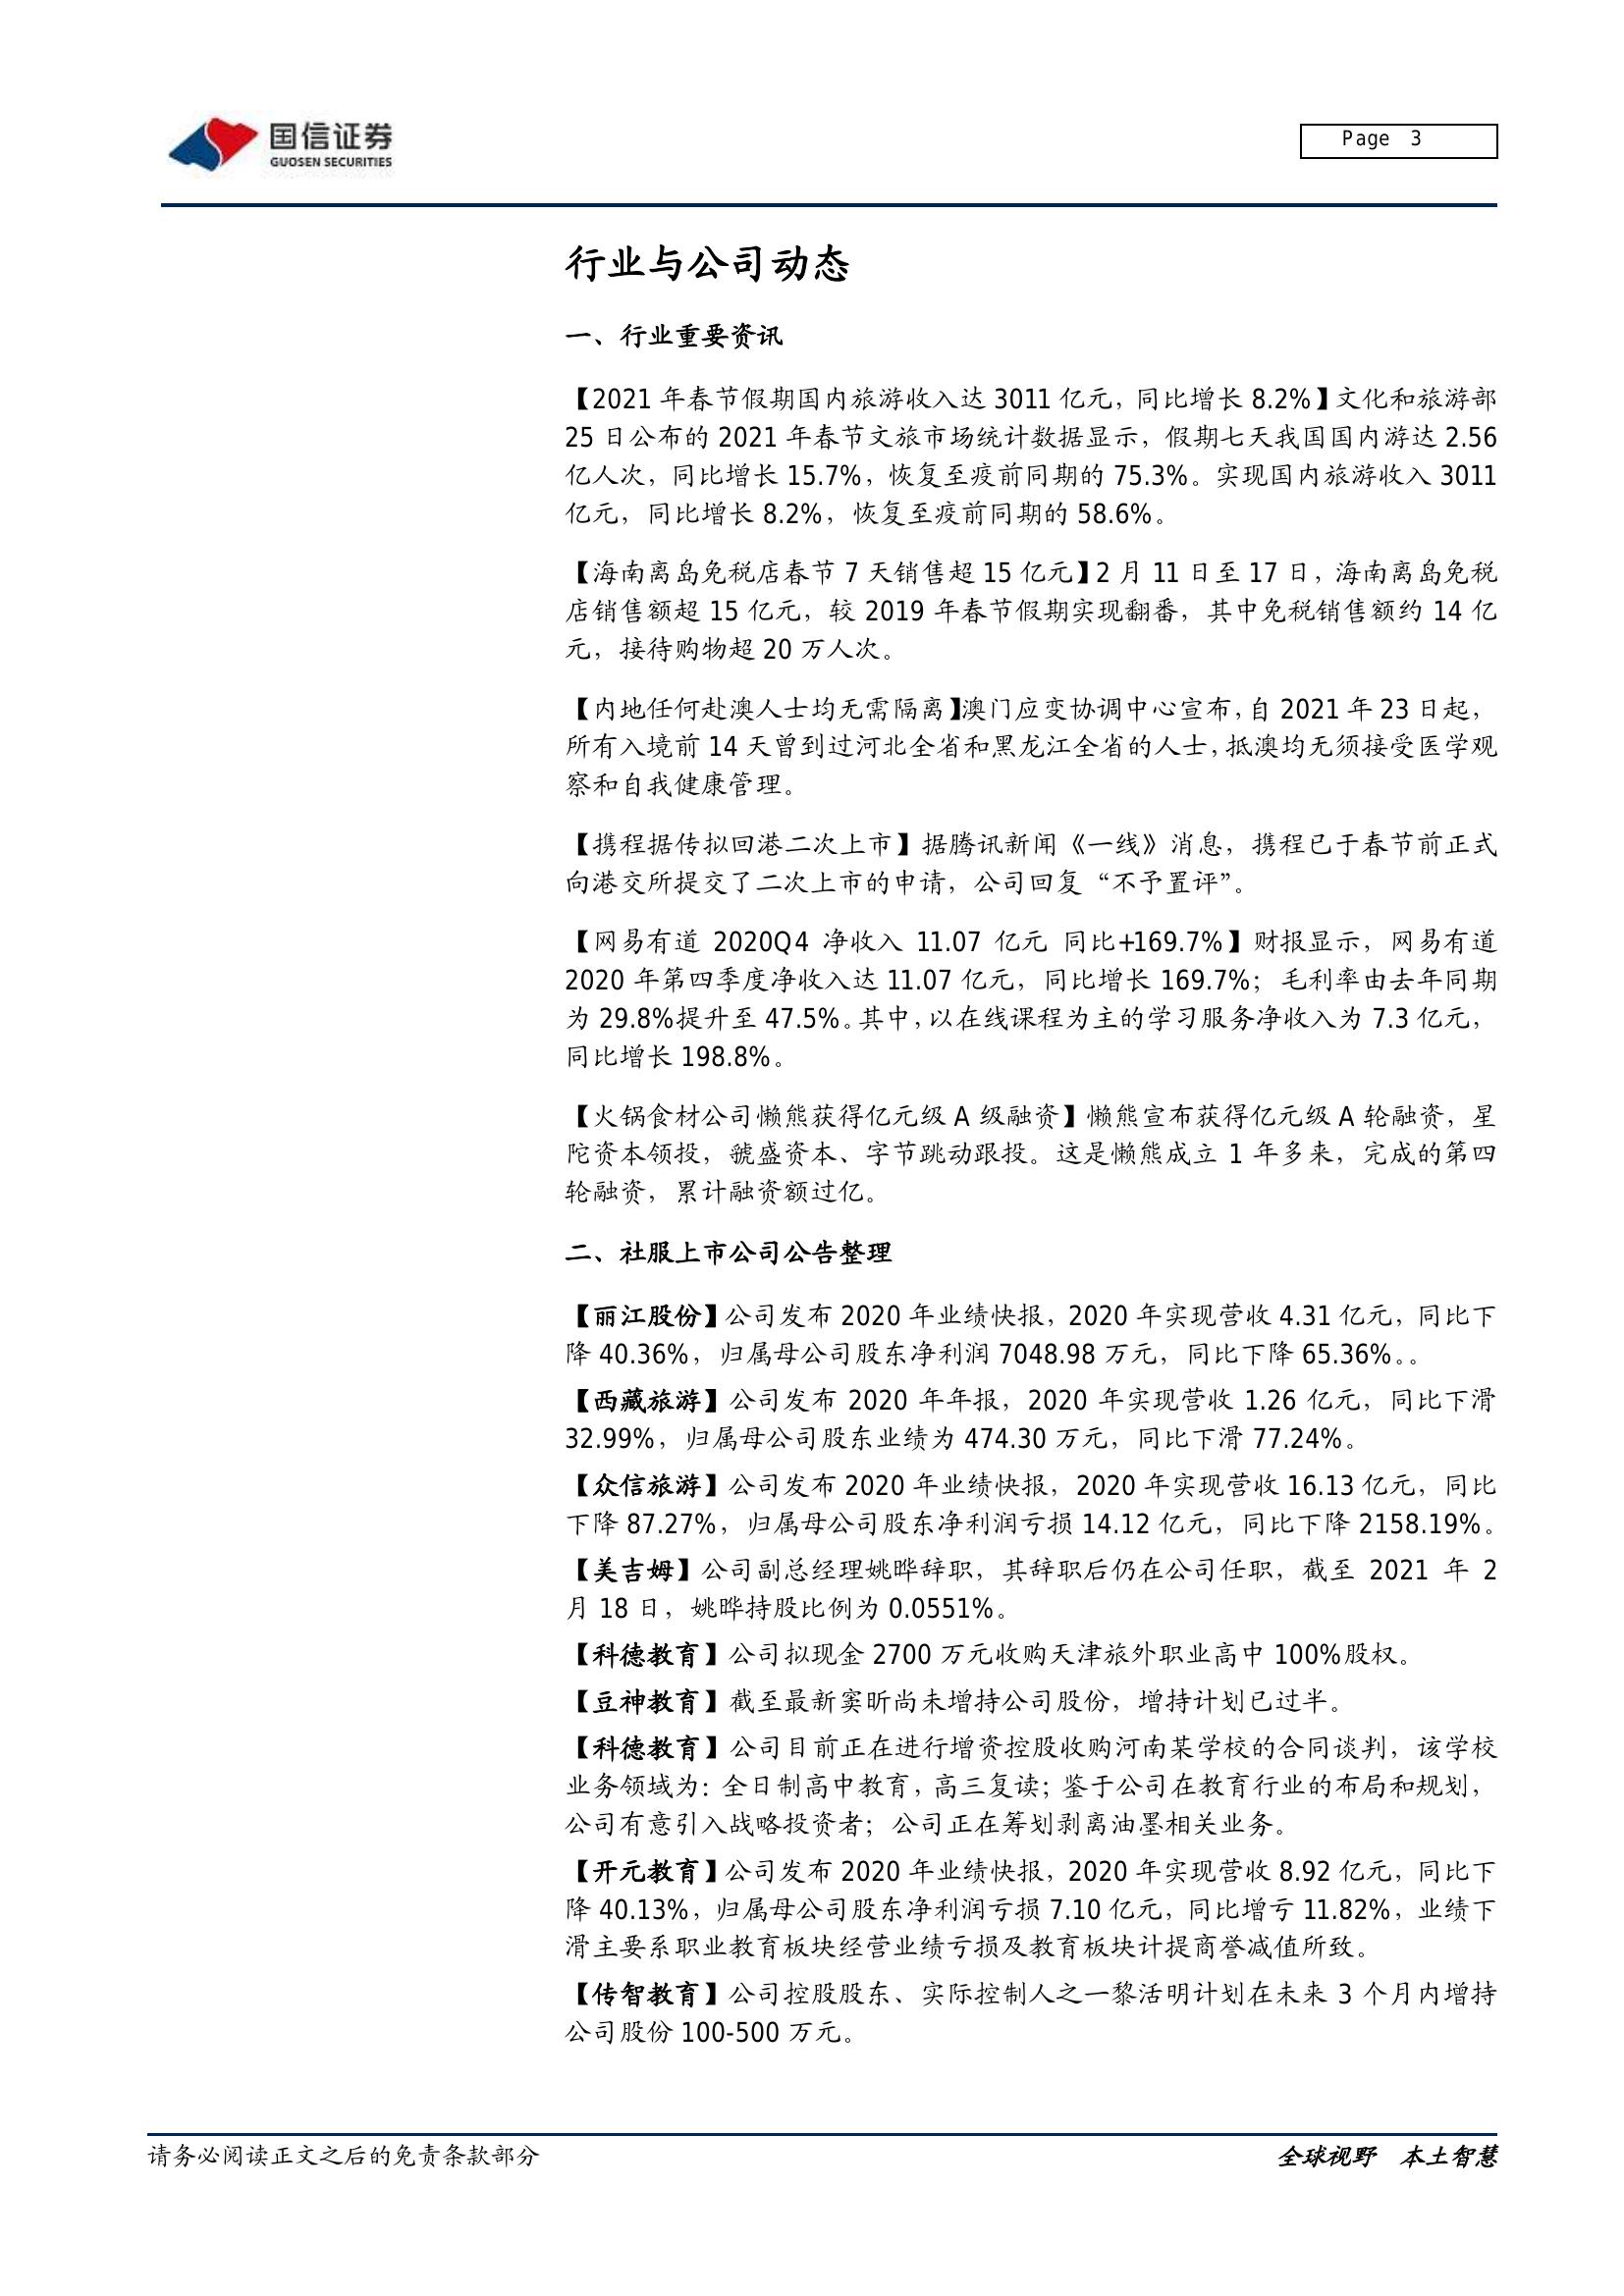 国信证券
GUOSEN SECURITIES
Page 3
行业与公司动态
一、行业重要资讯
【2021 年春节假期国内旅游收入达 3011 亿元，同比增长 8.2%】文化和旅游部
25 日公布的 2021 年春节文旅市场统计数据显示，假期七天我国国内游达 2.56
亿人次，同比增长 15.7%，恢复至疫前同期的 75.3%。实现国内旅游收入 3011
亿元，同比增长 8.2%，恢复至疫前同期的 58.6%。
【海南离岛免税店春节 7 天销售超 15 亿元】2 月 11 日至 17 日，海南离岛免税
店销售额超 15 亿元，较 2019 年春节假期实现翻番，其中免税销售额约 14 亿
元，接待购物超 20 万人次。
【内地任何赴澳人士均无需隔离】澳门应变协调中心宣布，自 2021 年 23 日起，
所有入境前 14 天曾到过河北全省和黑龙江全省的人士，抵澳均无须接受医学观
察和自我健康管理。
【携程据传拟回港二次上市】据腾讯新闻《一线》消息，携程已于春节前正式
向港交所提交了二次上市的申请，公司回复“不予置评”。
【网易有道 2020Q4 净收入 11.07 亿元 同比+169.7%】财报显示，网易有道
2020 年第四季度净收入达 11.07 亿元，同比增长 169.7%；毛利率由去年同期
为 29.8%提升至 47.5%。其中，以在线课程为主的学习服务净收入为 7.3 亿元，
同比增长 198.8%。
【火锅食材公司懒熊获得亿元级 A 级融资】懒熊宣布获得亿元级 A 轮融资，星
陀资本领投，虢盛资本、字节跳动跟投。这是懒熊成立 1 年多来，完成的第四
轮融资，累计融资额过亿。
二、社服上市公司公告整理
【丽江股份】公司发布 2020 年业绩快报，2020 年实现营收 4.31 亿元，同比下
降 40.36%，归属母公司股东净利润 7048.98 万元，同比下降 65.36%。。
【西藏旅游】公司发布 2020 年年报，2020 年实现营收 1.26 亿元，同比下滑
32.99%，归属母公司股东业绩为 474.30 万元，同比下滑 77.24%。
【众信旅游】公司发布 2020 年业绩快报，2020 年实现营收 16.13 亿元，同比
下降 87.27%，归属母公司股东净利润亏损 14.12 亿元，同比下降 2158.19%。
【美吉姆】公司副总经理姚晔辞职，其辞职后仍在公司任职，截至 2021 年 2
月 18 日，姚晔持股比例为 0.0551%。
【科德教育】公司拟现金 2700 万元收购天津旅外职业高中 100%股权。
【豆神教育】截至最新窦昕尚未增持公司股份，增持计划已过半。
【科德教育】公司目前正在进行增资控股收购河南某学校的合同谈判，该学校
业务领域为：全日制高中教育，高三复读；鉴于公司在教育行业的布局和规划，
公司有意引入战略投资者；公司正在筹划剥离油墨相关业务。
【开元教育】公司发布 2020 年业绩快报，2020 年实现营收 8.92 亿元，同比下
降 40.13%，归属母公司股东净利润亏损 7.10 亿元，同比增亏 11.82%，业绩下
滑主要系职业教育板块经营业绩亏损及教育板块计提商誉减值所致。
【传智教育】公司控股股东、实际控制人之一黎活明计划在未来 3 个月内增持
公司股份 100-500 万元。
请务必阅读正文之后的免责条款部分
全球视野 本土智慧